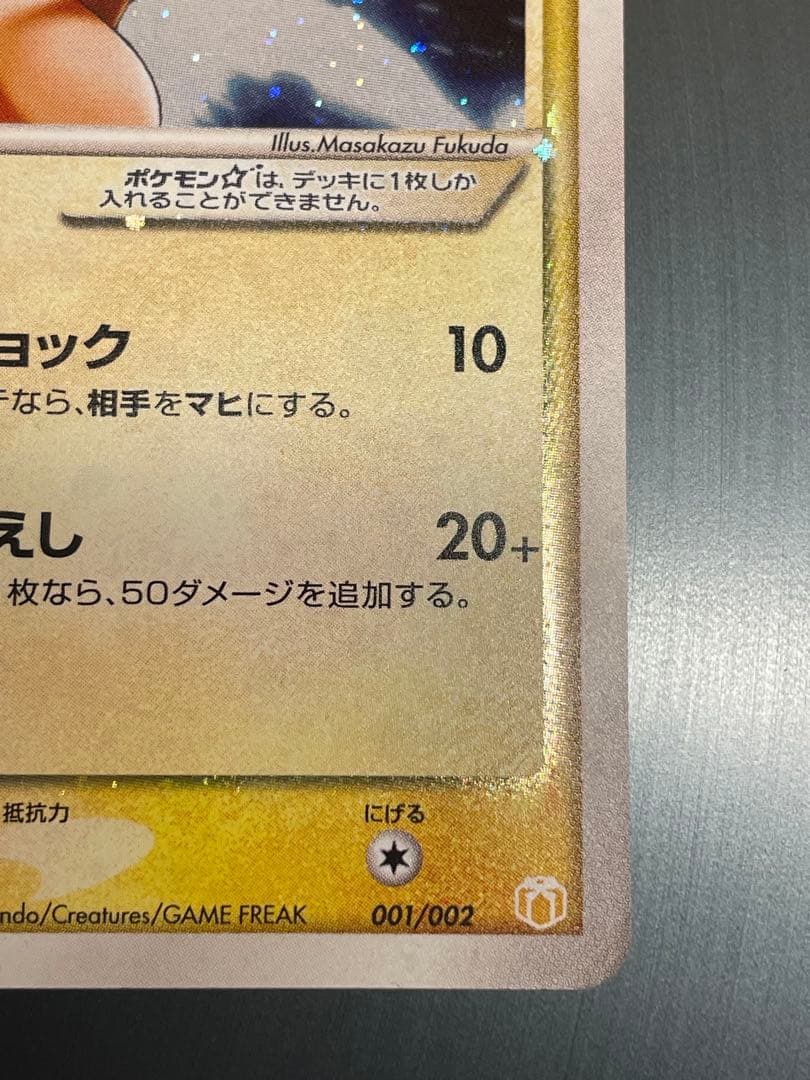 Illus.Masakazu Fukuda
ポケモン☆は、デッキに1枚しか
入れることができません。
ョック 10
なら、相手をマヒにする。
えし 20+
枚なら、50ダメージを追加する。
抵抗力 にげる
ndo/Creatures/GAME FREAK 001/002